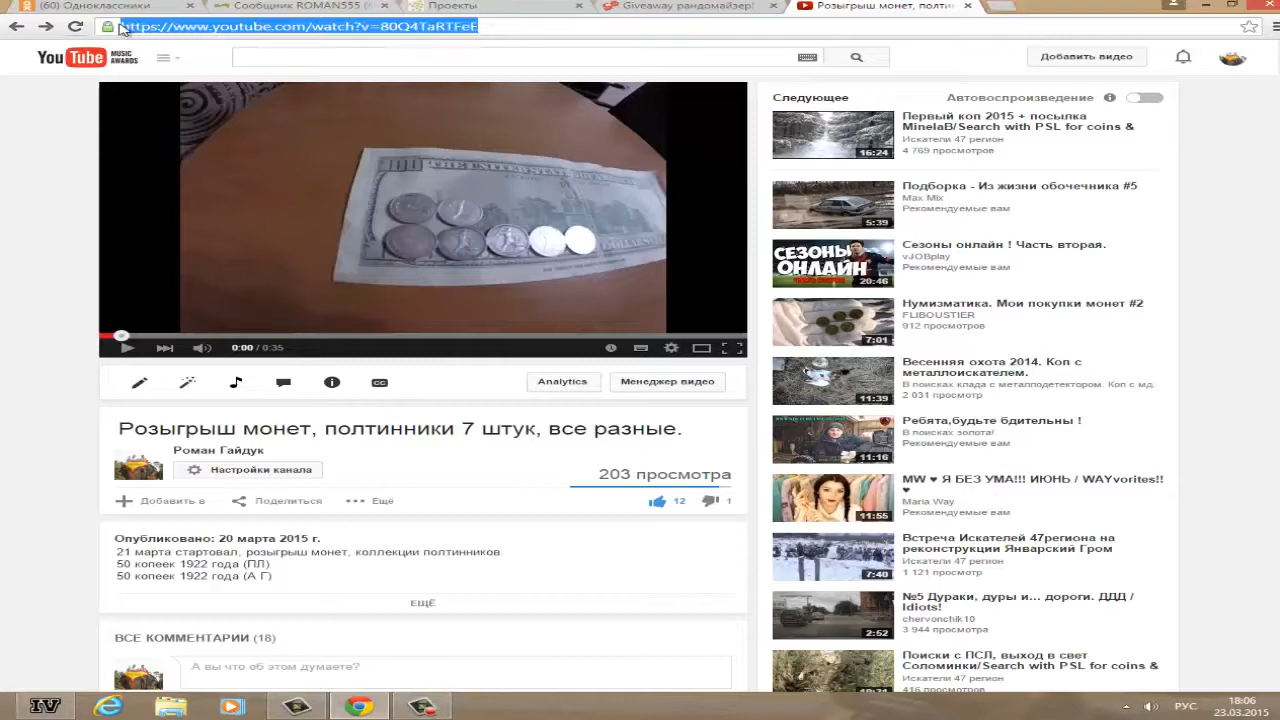 (60) Одноклассники
Сообщник ROMAN555 (
Проекты
Giveaway рандомайзер!
Розыгрыш монет, полтин
https://www.youtube.com/watch?v=80Q4TaRTFeE
YouTube MUSIC AWARDS
Добавить видео
0:00 / 0:35
CC
Analytics
Менеджер видео
Розыгрыш монет, полтинники 7 штук, все разные.
Роман Гайдук
Настройки канала
203 просмотра
Добавить в
Поделиться
Ещё
12
1
Опубликовано: 20 марта 2015 г.
21 марта стартовал, розыгрыш монет, коллекции полтинников.
50 копеек 1922 года (ПЛ)
50 копеек 1922 года (А Г)
ЕЩЁ
ВСЕ КОММЕНТАРИИ (18)
А вы что об этом думаете?
Следующее
Автовоспроизведение
Первый коп 2015 + посылка
MinelaB/Search with PSL for coins &
Искатели 47 регион
4 769 просмотров
16:24
Подборка - Из жизни обочечника #5
Max Mix
Рекомендуемые вам
5:39
Сезоны онлайн ! Часть вторая.
vJOBplay
Рекомендуемые вам
СЕЗОНЫ
ОНЛАЙН
20:46
Нумизматика. Мои покупки монет #2
FLIBOUSTIER
912 просмотров
7:01
Весенняя охота 2014. Коп с
металлоискателем.
В поисках клада с металлодетектором. Коп с мд.
2 031 просмотр
11:39
Ребята,будьте бдительны !
В поисках золота!
Рекомендуемые вам
11:16
MW ♥ Я БЕЗ УМА!!! ИЮНЬ / WAYvorites!!
♥
Maria Way
Рекомендуемые вам
11:55
Встреча Искателей 47региона на
реконструкции Январский Гром
Искатели 47 регион
1 121 просмотр
7:40
№5 Дураки, дуры и... дороги. ДДД /
Idiots!
chervonchik10
3 944 просмотра
2:52
Поиски с ПСЛ, выход в свет
Соломинки/Search with PSL for coins &
Искатели 47 регион
416 просмотров
IV
РУС
18:06
23.03.2015